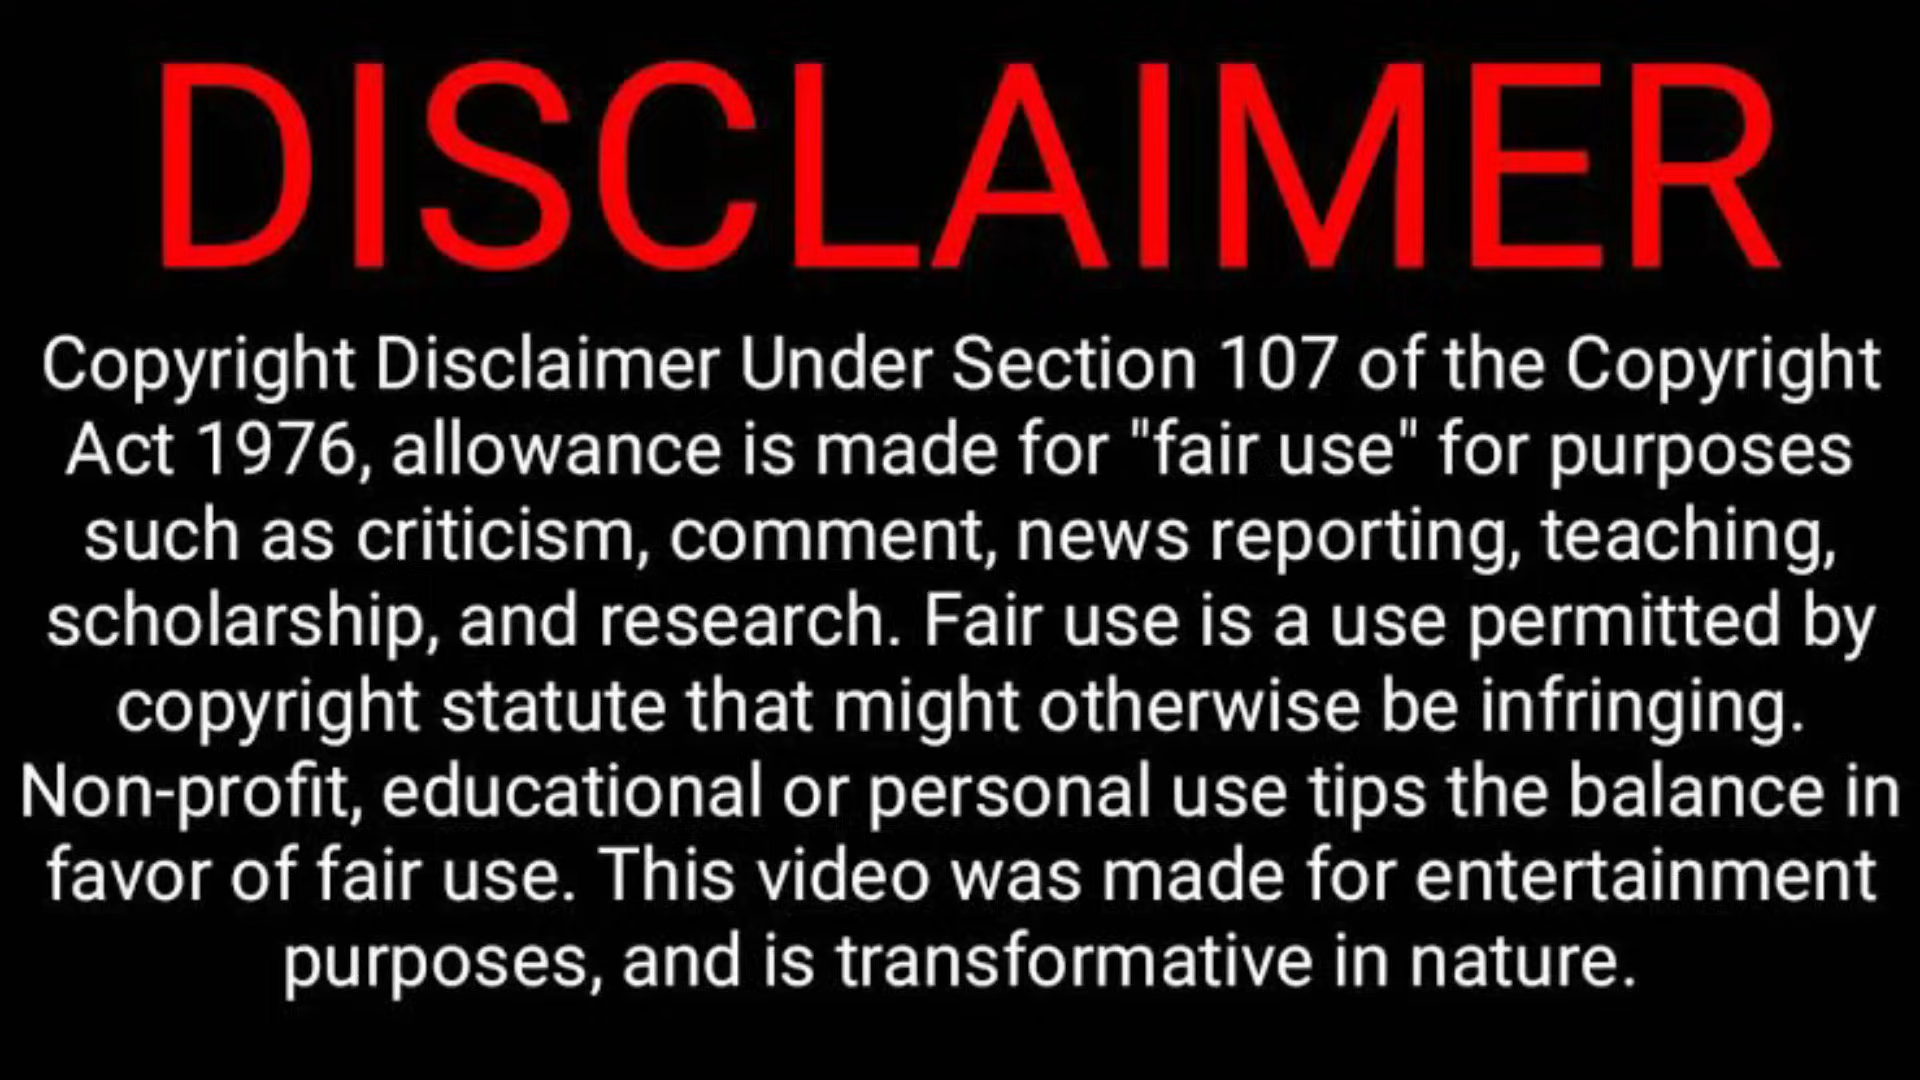 DISCLAIMER
Copyright Disclaimer Under Section 107 of the Copyright
Act 1976, allowance is made for "fair use" for purposes
such as criticism, comment, news reporting, teaching,
scholarship, and research. Fair use is a use permitted by
copyright statute that might otherwise be infringing.
Non-profit, educational or personal use tips the balance in
favor of fair use. This video was made for entertainment
purposes, and is transformative in nature.